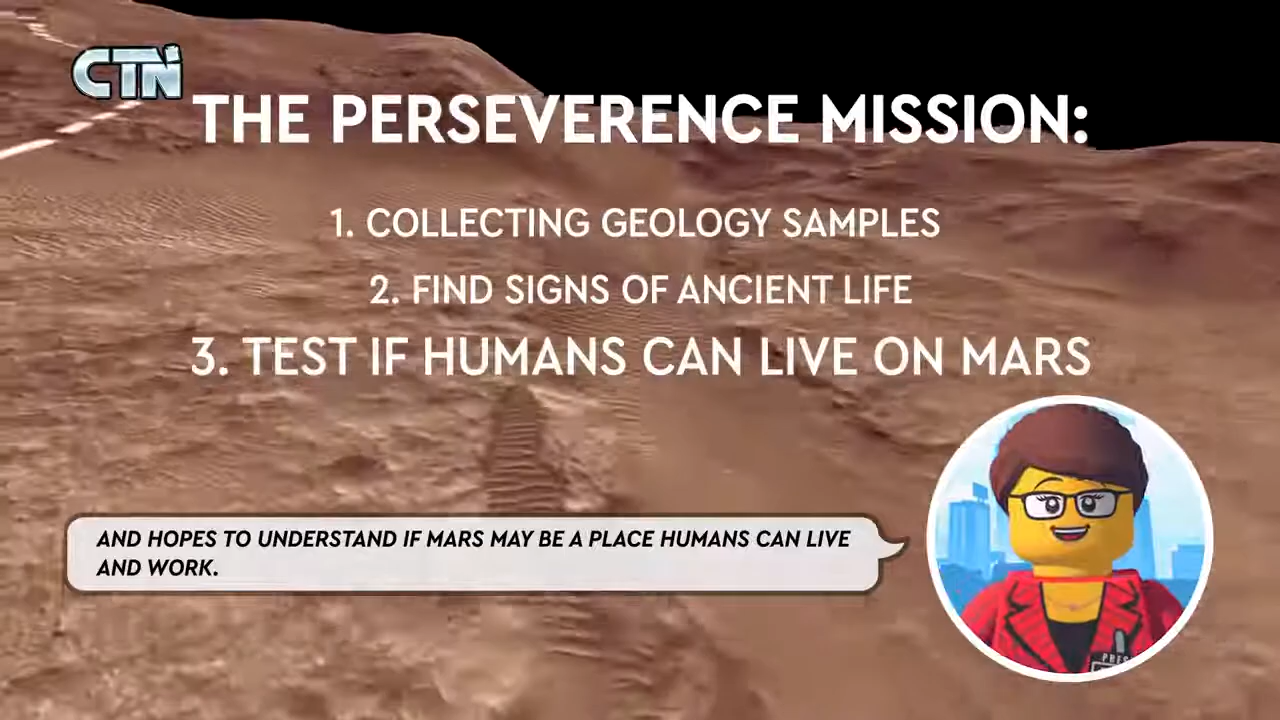 CTN
THE PERSEVERENCE MISSION:
1. COLLECTING GEOLOGY SAMPLES
2. FIND SIGNS OF ANCIENT LIFE
3. TEST IF HUMANS CAN LIVE ON MARS
AND HOPES TO UNDERSTAND IF MARS MAY BE A PLACE HUMANS CAN LIVE
AND WORK.
PRESS